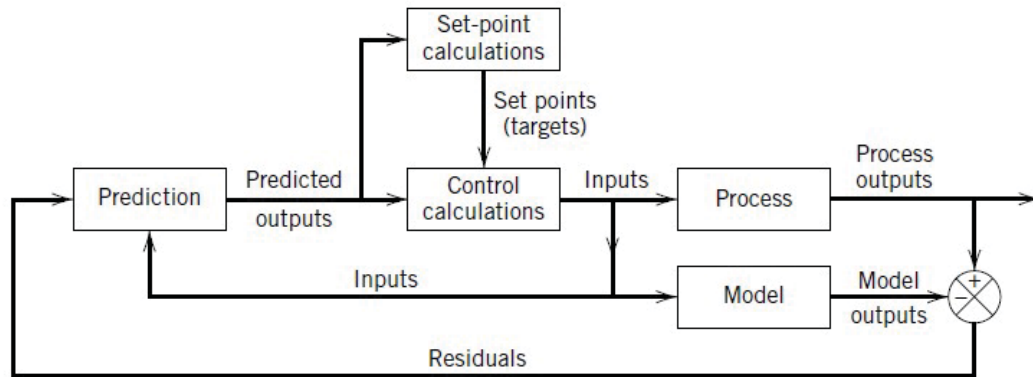 Set-point
calculations
Set points
(targets)
Prediction
Predicted
outputs
Control
calculations
Inputs
Process
Process
outputs
Inputs
Model
Model
outputs
+
−
Residuals